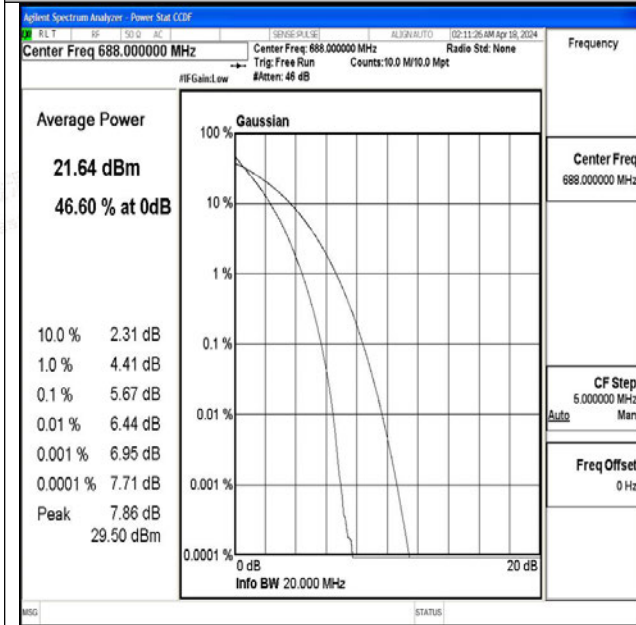 Agilent Spectrum Analyzer - Power Stat CCDF
RL T RF 50 Ω AC SENSE:PULSE ALIGN AUTO 02:11:26 AM Apr 18, 2024
Center Freq 688.000000 MHz
Center Freq: 688.000000 MHz Radio Std: None
Trig: Free Run Counts:10.0 M/10.0 Mpt
#IFGain:Low #Atten: 46 dB
Frequency
Average Power
21.64 dBm
46.60 % at 0dB
10.0 % 2.31 dB
1.0 % 4.41 dB
0.1 % 5.67 dB
0.01 % 6.44 dB
0.001 % 6.95 dB
0.0001 % 7.71 dB
Peak 7.86 dB
29.50 dBm
Gaussian
100 %
10 %
1 %
0.1 %
0.01 %
0.001 %
0.0001 %
0 dB 20 dB
Info BW 20.000 MHz
Center Freq
688.000000 MHz
CF Step
5.000000 MHz
Auto Man
Freq Offset
0 Hz
MSG STATUS